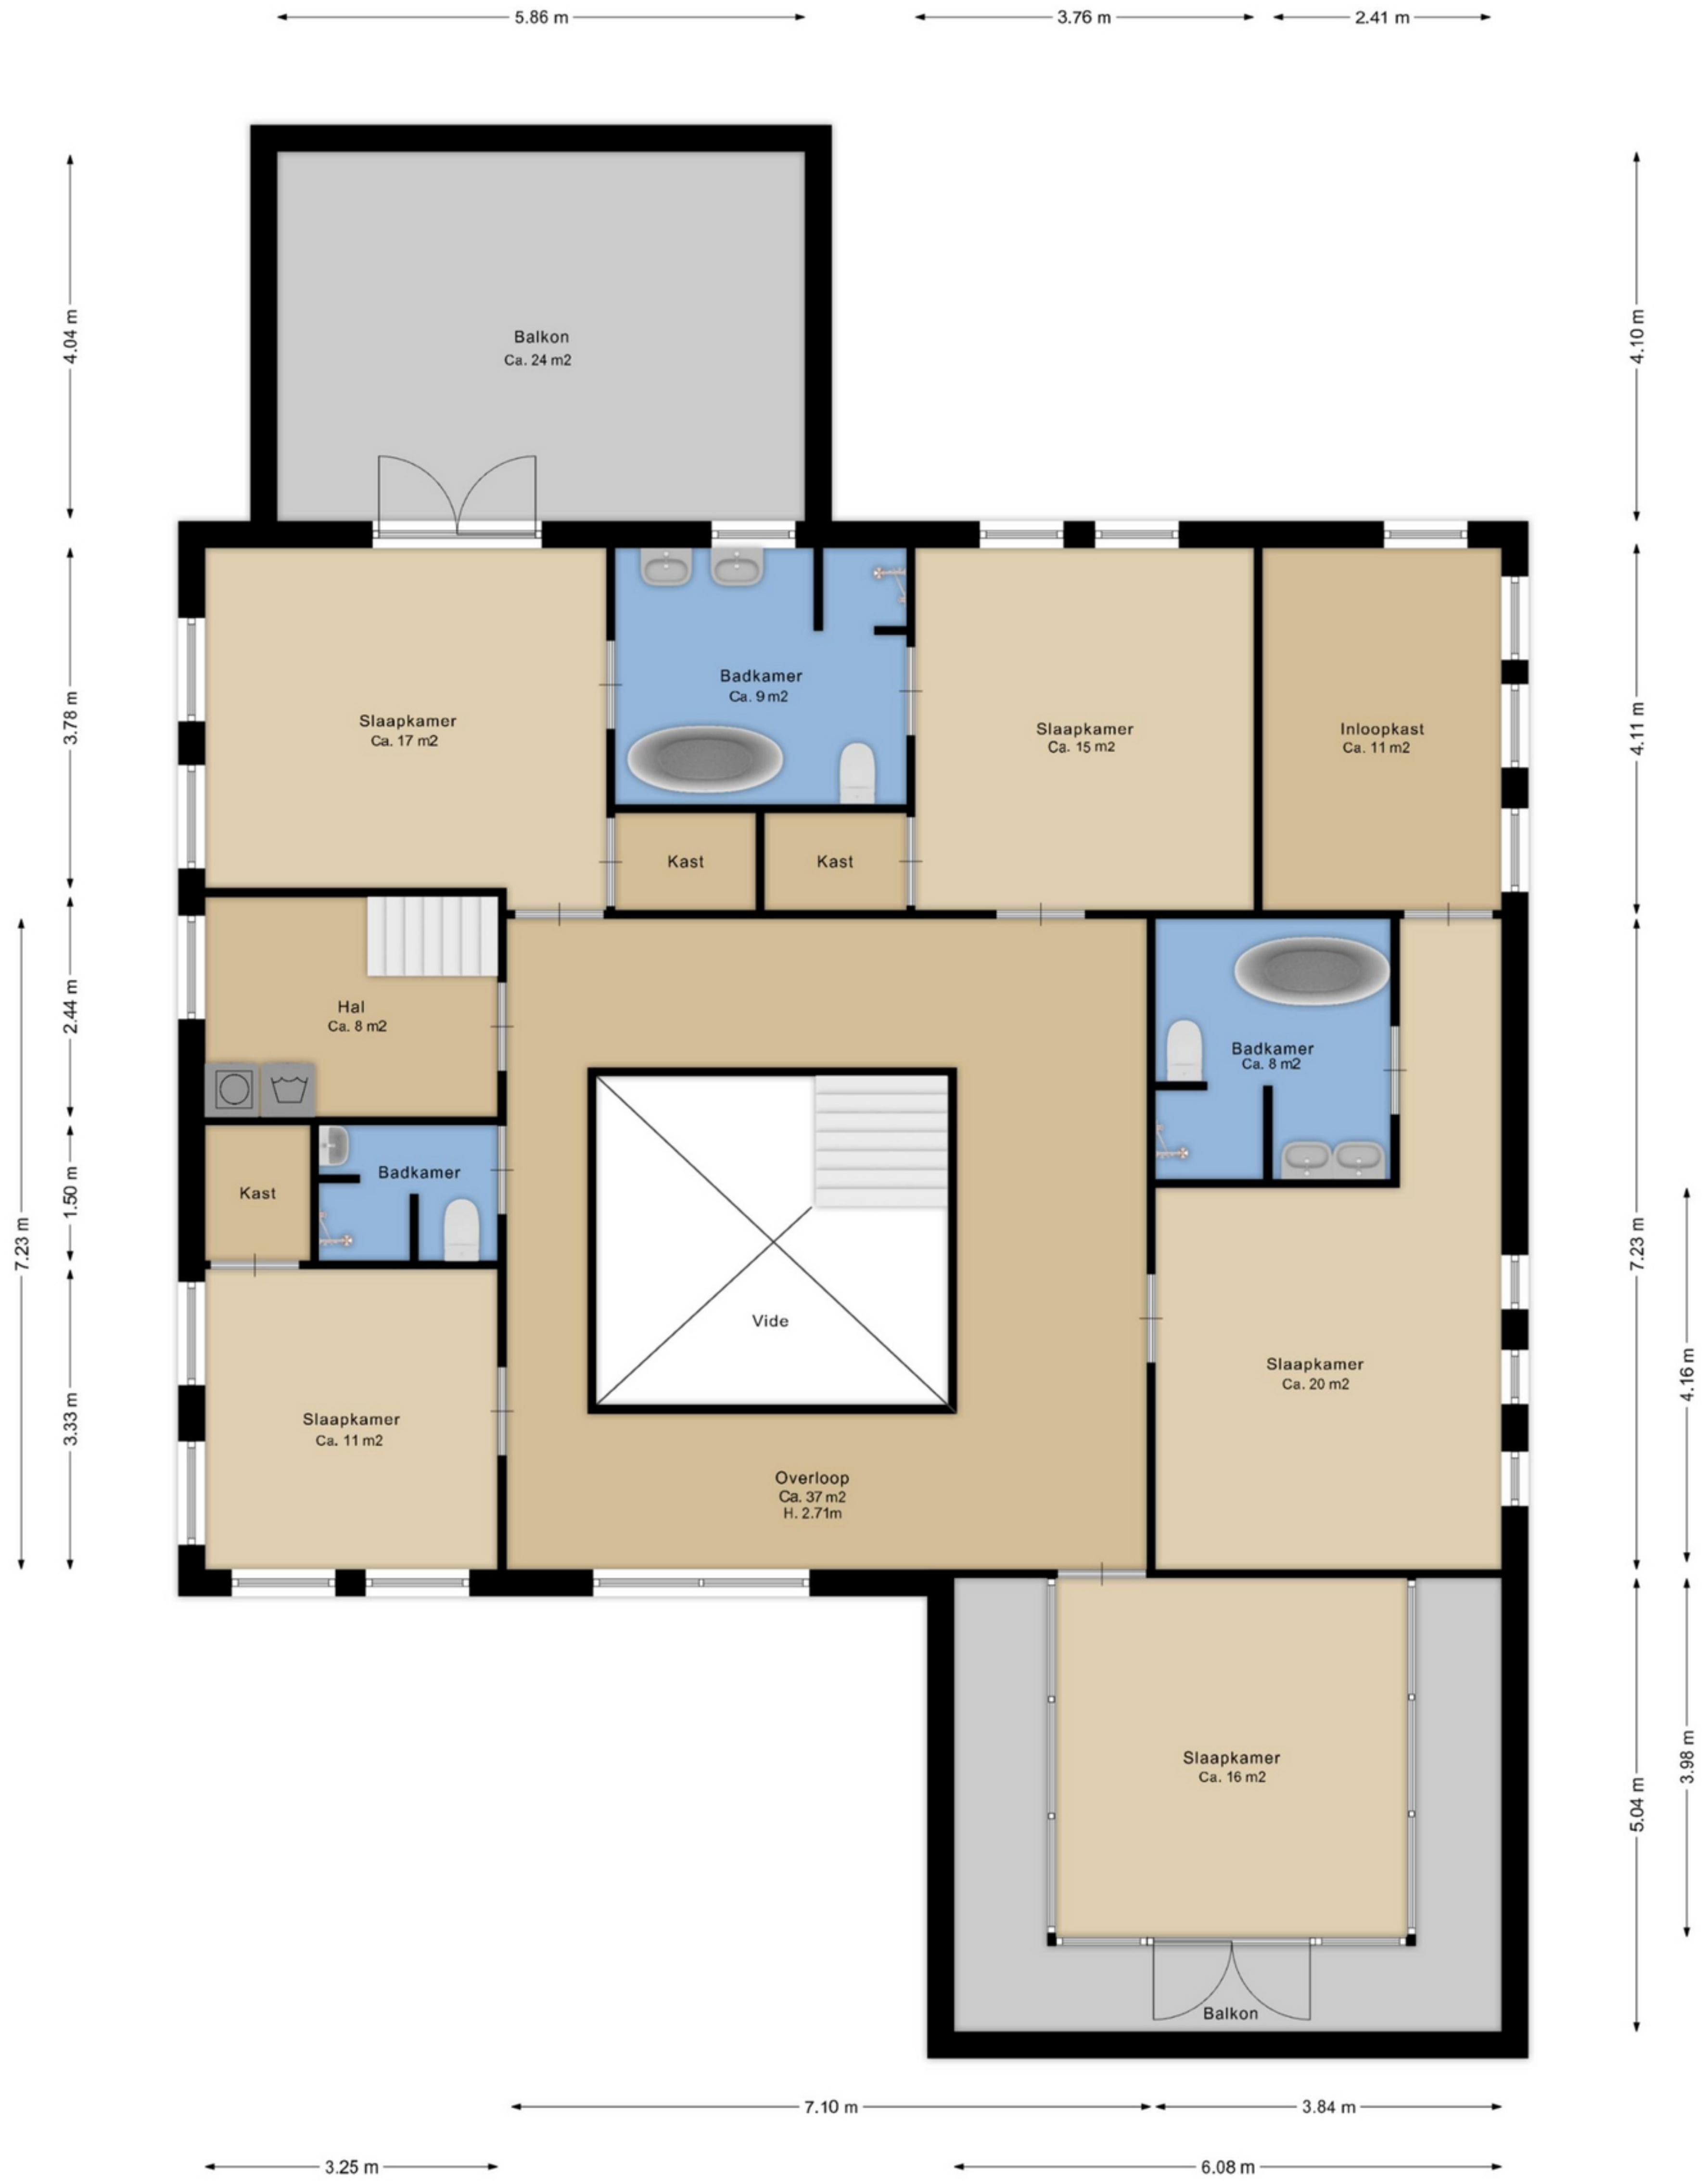 5.86 m
3.76 m
2.41 m
4.04 m
4.10 m
Balkon
Ca. 24 m2
3.78 m
4.11 m
Slaapkamer
Ca. 17 m2
Badkamer
Ca. 9 m2
Slaapkamer
Ca. 15 m2
Inloopkast
Ca. 11 m2
Kast
Kast
7.23 m
2.44 m
Hal
Ca. 8 m2
Badkamer
Ca. 8 m2
1.50 m
Kast
Badkamer
7.23 m
Vide
3.33 m
Slaapkamer
Ca. 11 m2
Slaapkamer
Ca. 20 m2
4.16 m
Overloop
Ca. 37 m2
H. 2.71m
Slaapkamer
Ca. 16 m2
5.04 m
3.98 m
Balkon
7.10 m
3.84 m
3.25 m
6.08 m